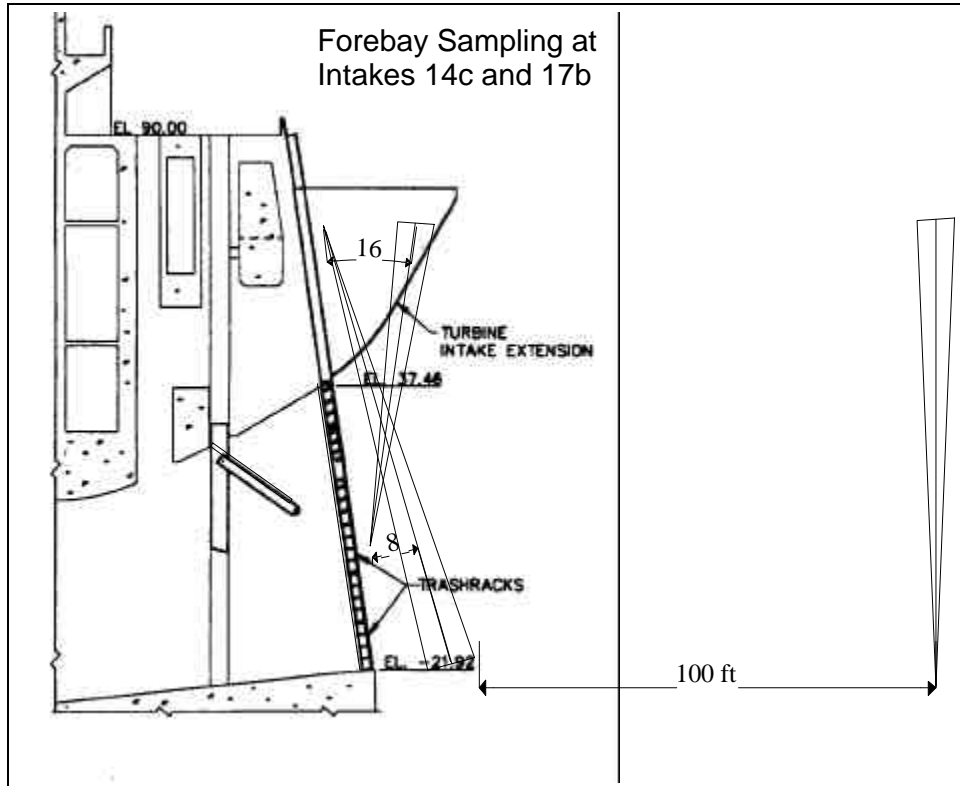 Forebay Sampling at
Intakes 14c and 17b
EL 90.00
16
TURBINE
INTAKE EXTENSION
EL. 37.46
8
TRASHRACKS
EL. -21.92
100 ft